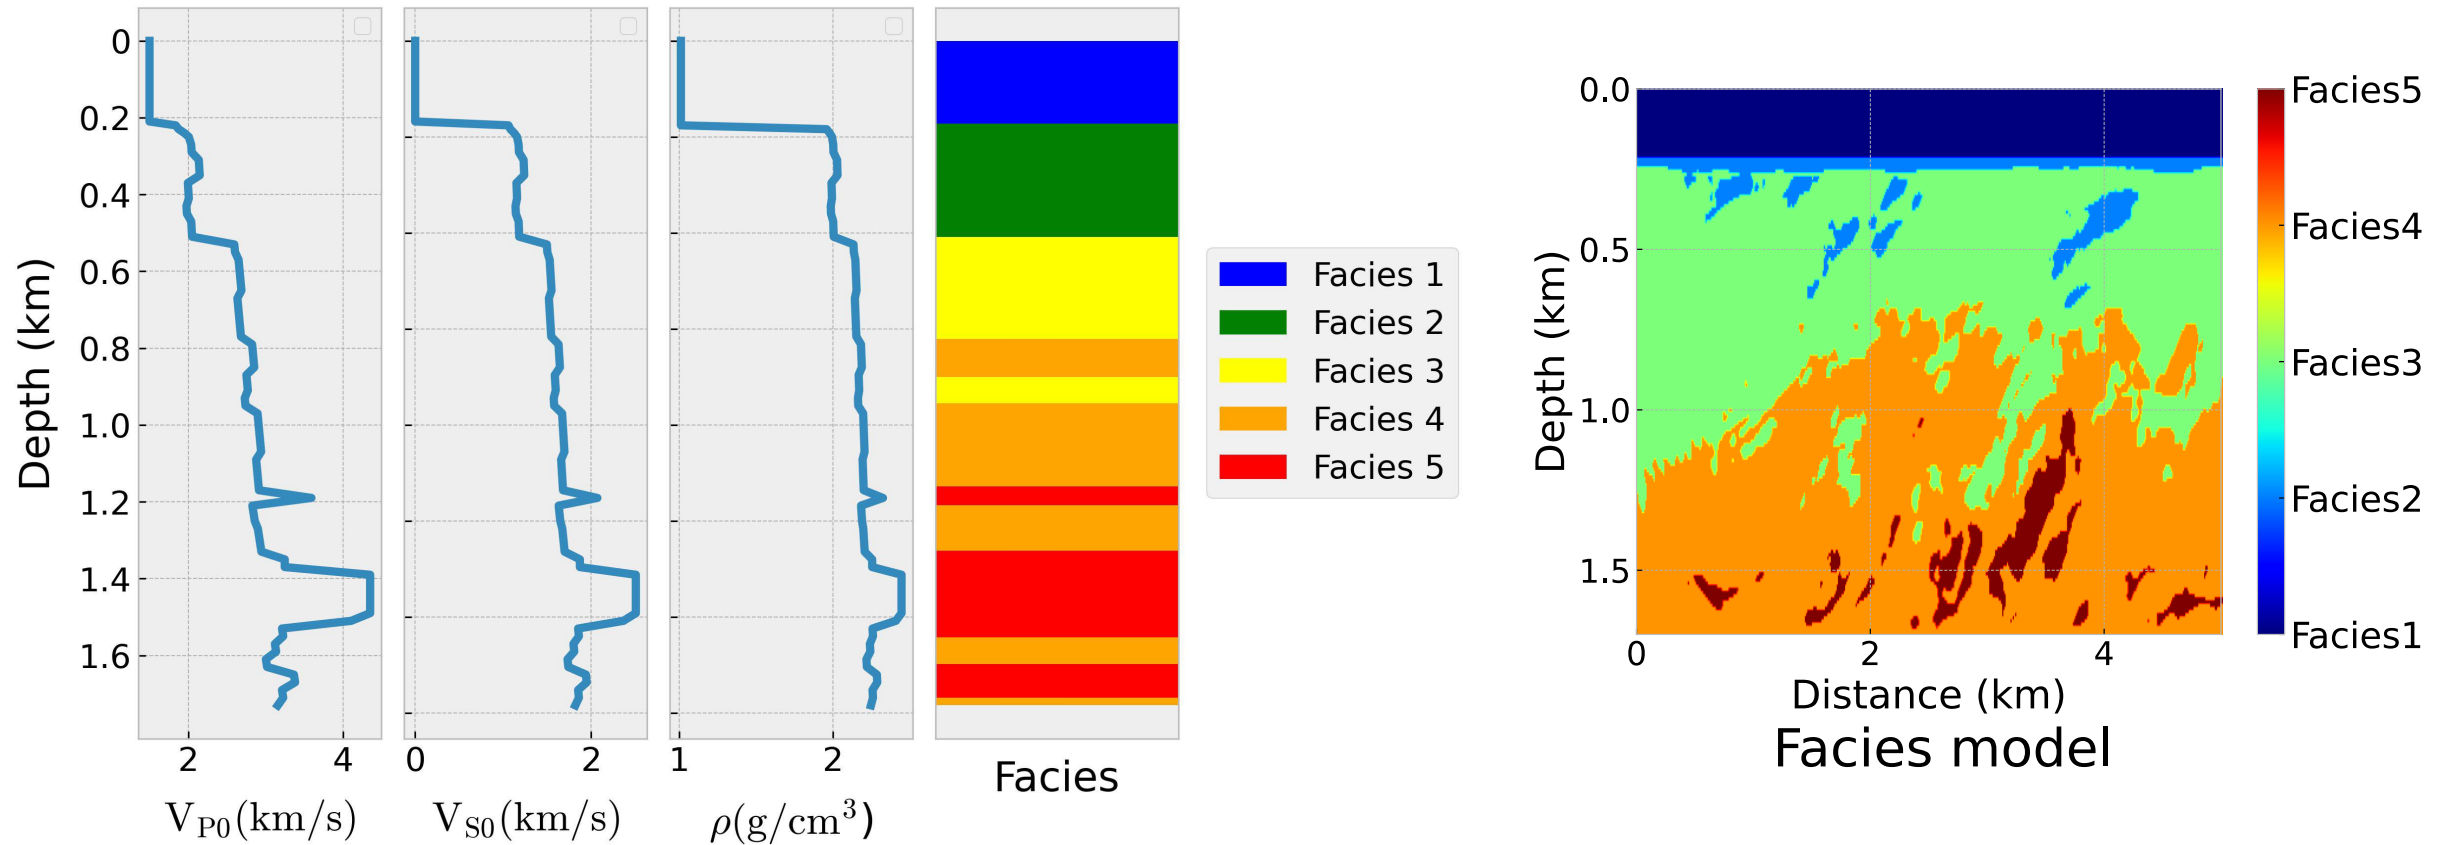 Depth (km)
0
0.2
0.4
0.6
0.8
1.0
1.2
1.4
1.6
2 4
V_P0(km/s)
0 2
V_S0(km/s)
1 2
ρ(g/cm³)
Facies
Facies 1
Facies 2
Facies 3
Facies 4
Facies 5
Depth (km)
0.0
0.5
1.0
1.5
0 2 4
Distance (km)
Facies model
Facies5
Facies4
Facies3
Facies2
Facies1